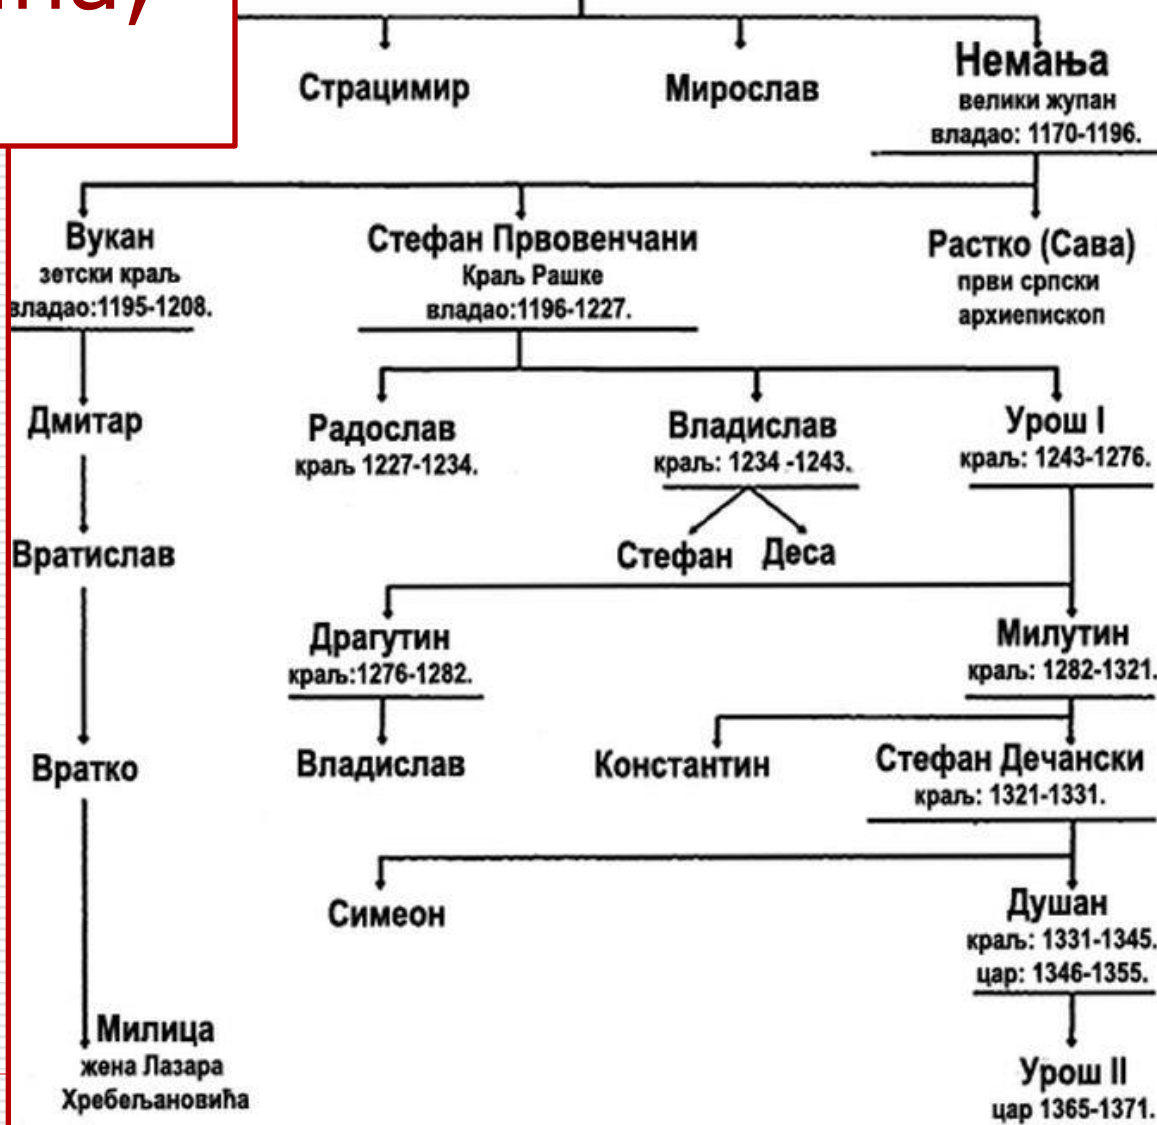 Страцимир
Мирослав
Немања
велики жупан
владао: 1170-1196.
Вукан
зетски краљ
владао:1195-1208.
Стефан Првовенчани
Краљ Рашке
владао:1196-1227.
Растко (Сава)
први српски
архиепископ
Дмитар
Радослав
краљ 1227-1234.
Владислав
краљ: 1234 -1243.
Урош I
краљ: 1243-1276.
Вратислав
Стефан
Деса
Драгутин
краљ:1276-1282.
Милутин
краљ: 1282-1321.
Вратко
Владислав
Константин
Стефан Дечански
краљ: 1321-1331.
Симеон
Душан
краљ: 1331-1345.
цар: 1346-1355.
Милица
жена Лазара
Хребељановића
Урош II
цар 1365-1371.